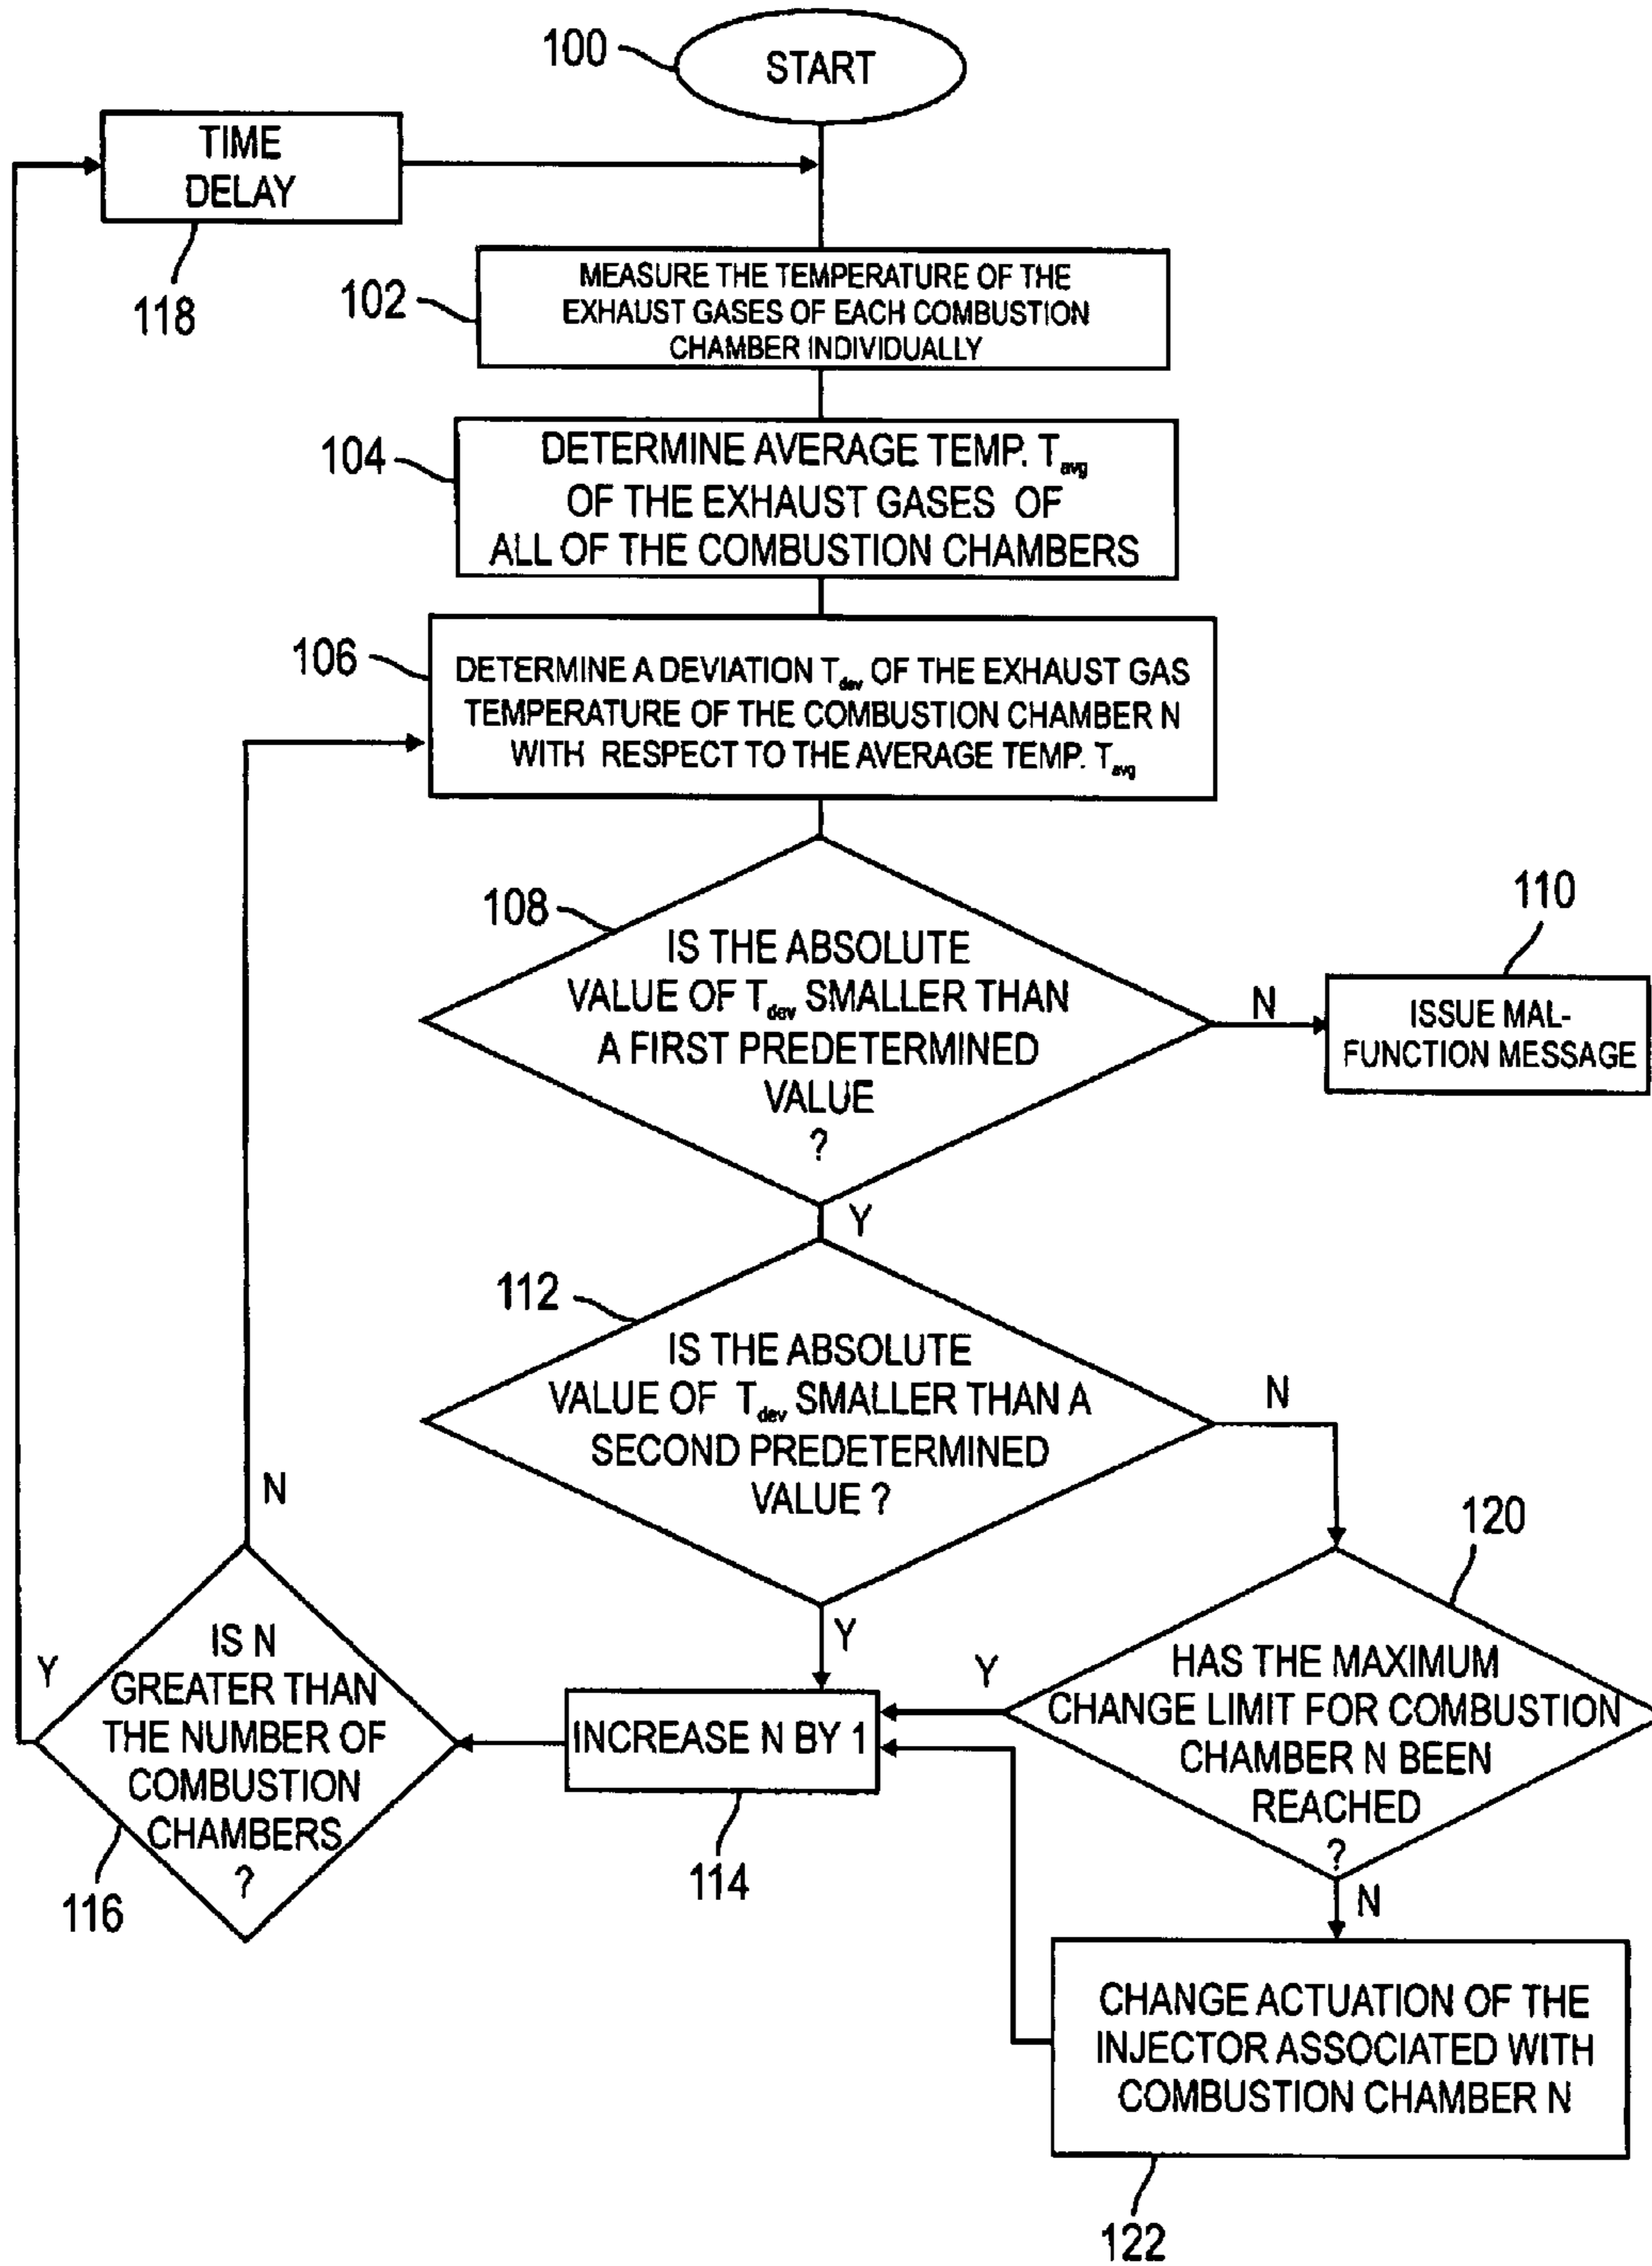 100
START
TIME
DELAY
118
102
MEASURE THE TEMPERATURE OF THE
EXHAUST GASES OF EACH COMBUSTION
CHAMBER INDIVIDUALLY
104
DETERMINE AVERAGE TEMP. Tavg
OF THE EXHAUST GASES OF
ALL OF THE COMBUSTION CHAMBERS
106
DETERMINE A DEVIATION Tdev OF THE EXHAUST GAS
TEMPERATURE OF THE COMBUSTION CHAMBER N
WITH RESPECT TO THE AVERAGE TEMP. Tavg
108
IS THE ABSOLUTE
VALUE OF Tdev SMALLER THAN
A FIRST PREDETERMINED
VALUE
?
N
110
ISSUE MAL-
FUNCTION MESSAGE
Y
112
IS THE ABSOLUTE
VALUE OF Tdev SMALLER THAN A
SECOND PREDETERMINED
VALUE ?
N
Y
120
HAS THE MAXIMUM
CHANGE LIMIT FOR COMBUSTION
CHAMBER N BEEN
REACHED
?
Y
N
INCREASE N BY 1
114
N
Y
IS N
GREATER THAN
THE NUMBER OF
COMBUSTION
CHAMBERS
?
116
CHANGE ACTUATION OF THE
INJECTOR ASSOCIATED WITH
COMBUSTION CHAMBER N
122